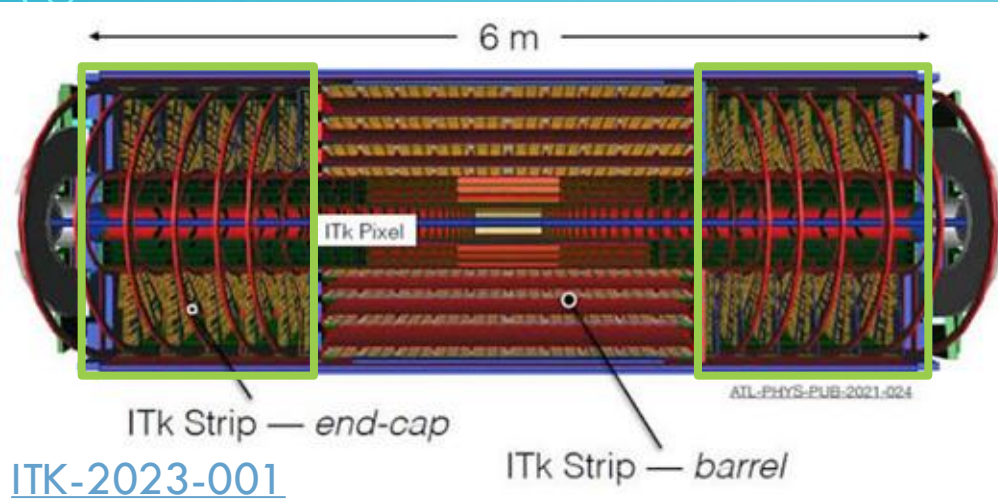 6 m
ITk Pixel
ATL-PHYS-PUB-2021-024
ITk Strip — end-cap
ITk Strip — barrel
ITK-2023-001